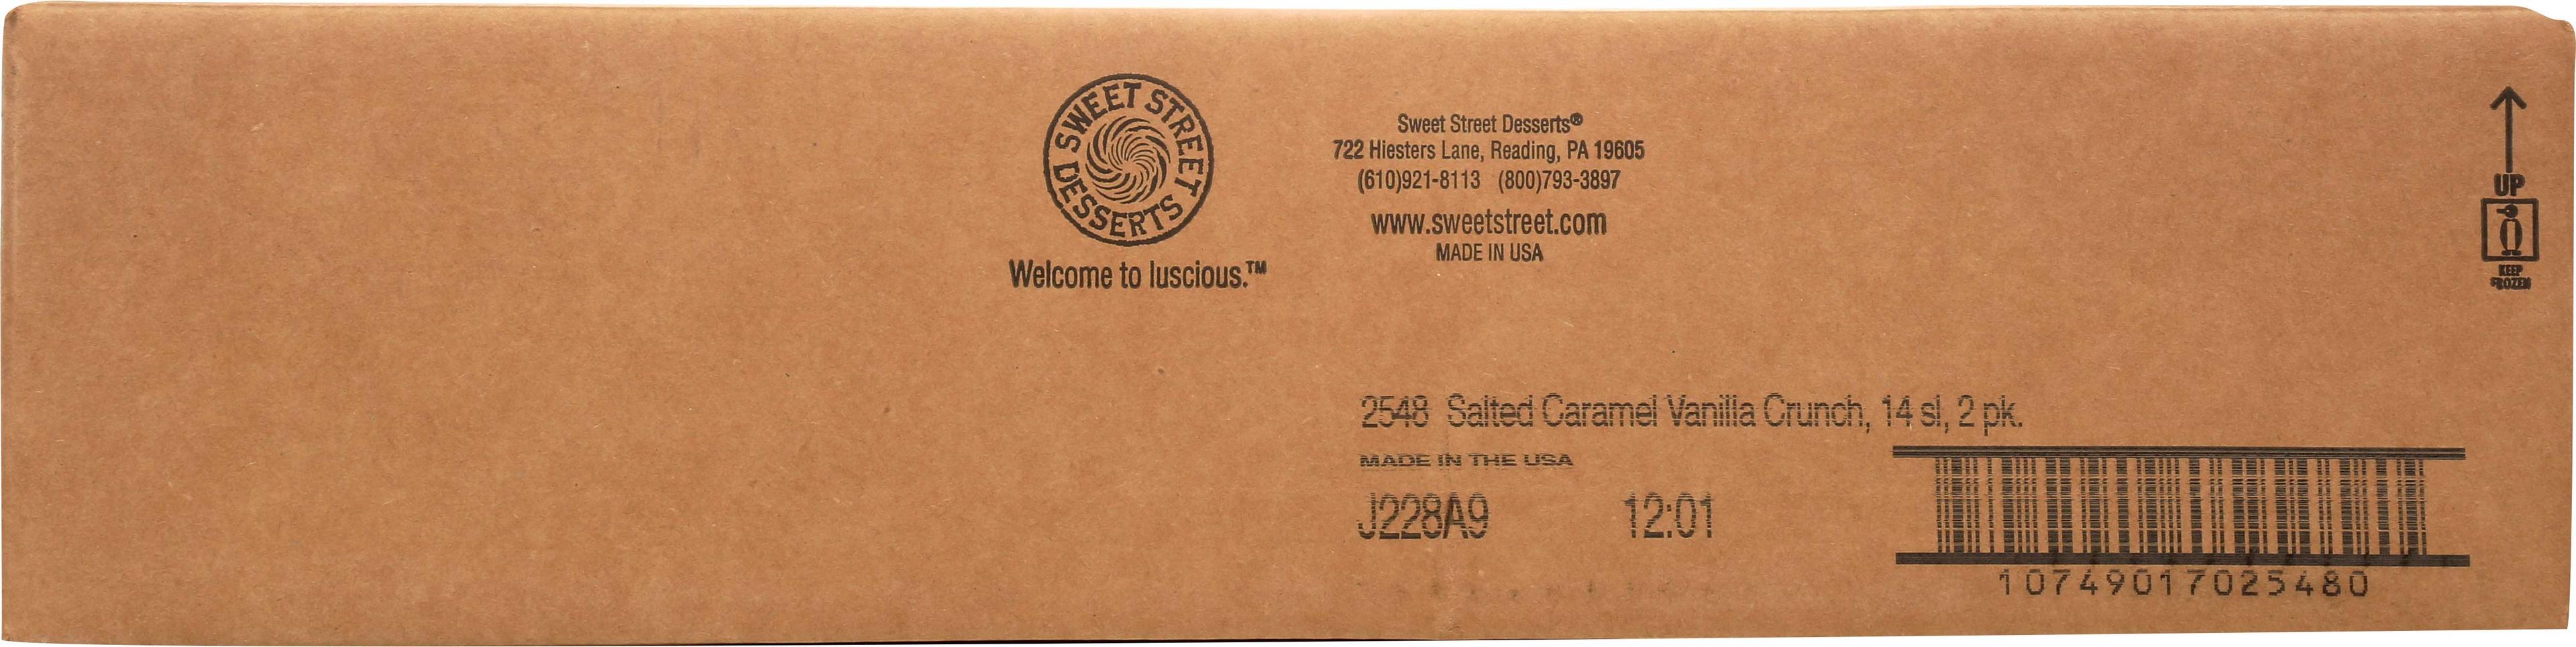 SWEET STREET DESSERTS
Welcome to luscious.™
Sweet Street Desserts®
722 Hiesters Lane, Reading, PA 19605
(610)921-8113 (800)793-3897
www.sweetstreet.com
MADE IN USA
UP
KEEP
FROZEN
2548 Salted Caramel Vanilla Crunch, 14 sl, 2 pk.
MADE IN THE USA
J228A9 12:01
10749017025480